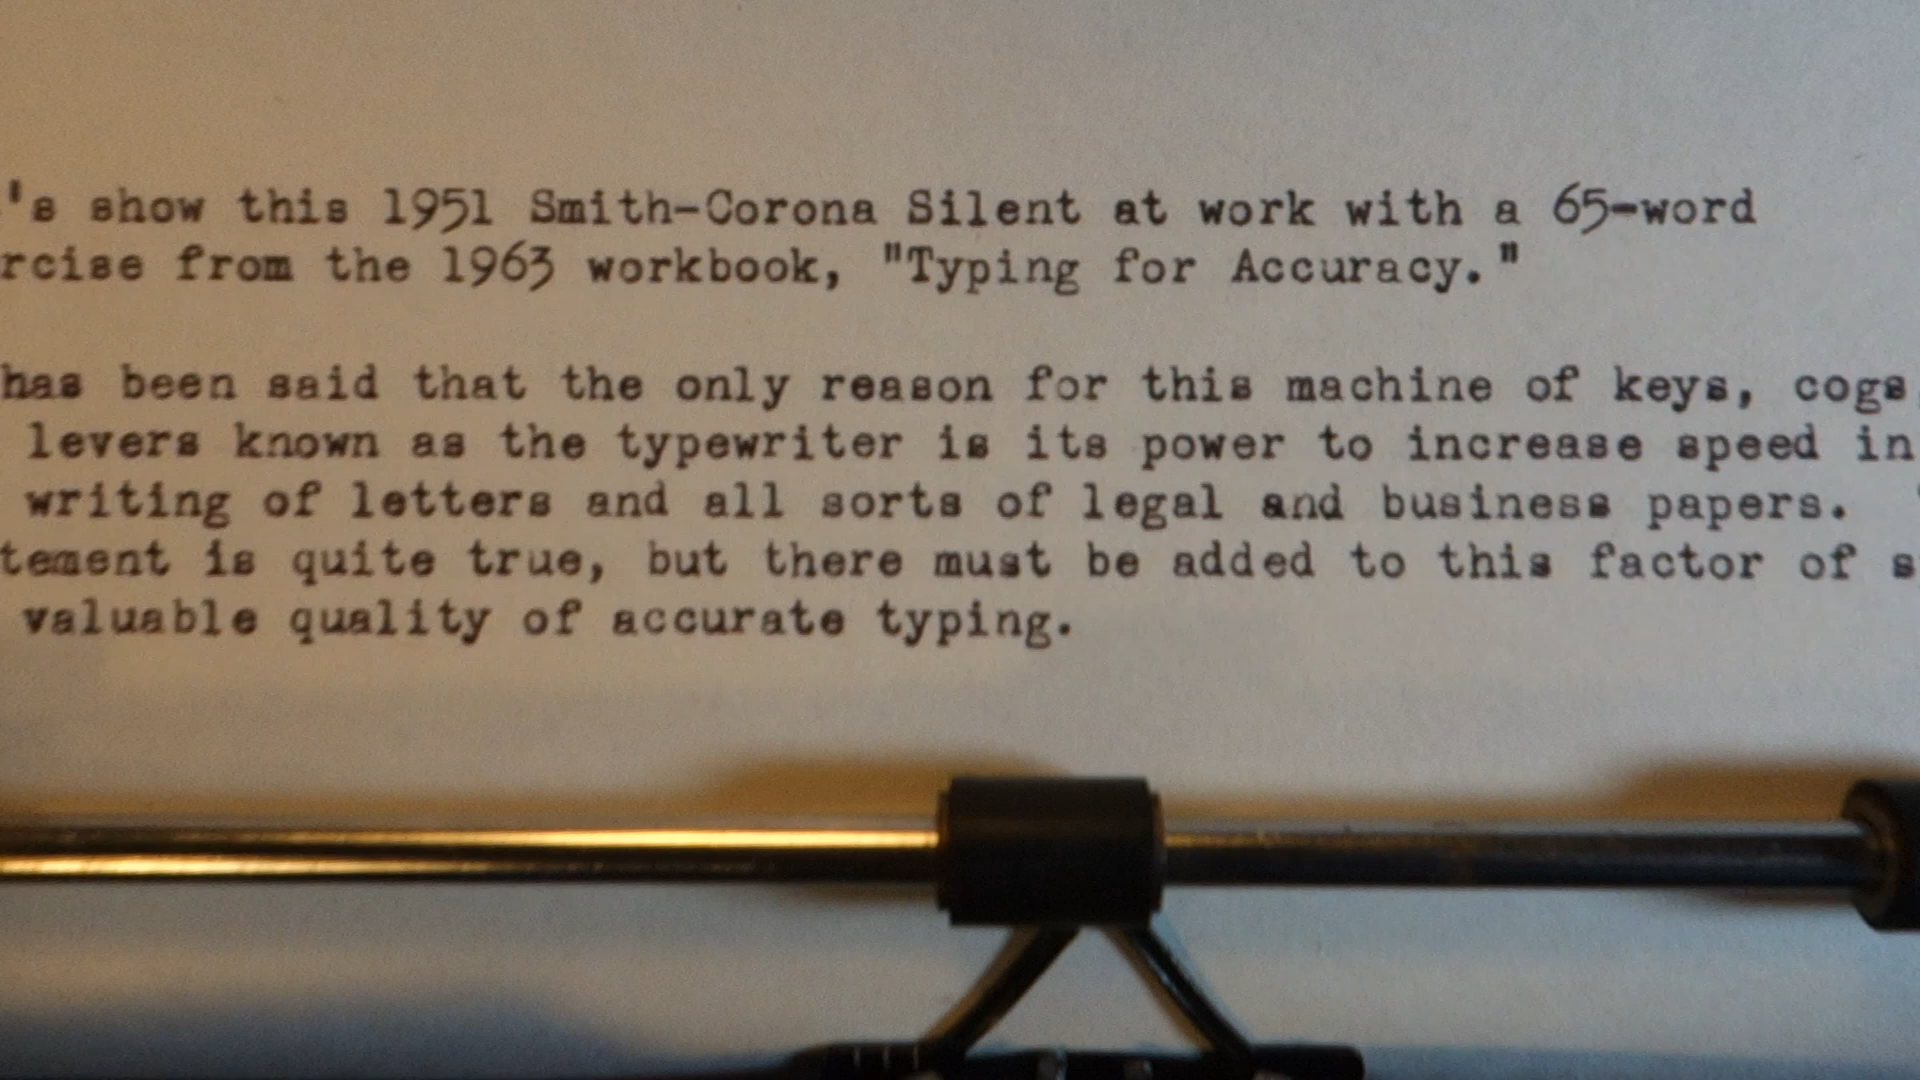 's show this 1951 Smith-Corona Silent at work with a 65-word
rcise from the 1963 workbook, "Typing for Accuracy."
has been said that the only reason for this machine of keys, cogs
levers known as the typewriter is its power to increase speed in
writing of letters and all sorts of legal and business papers.
tement is quite true, but there must be added to this factor of s
valuable quality of accurate typing.